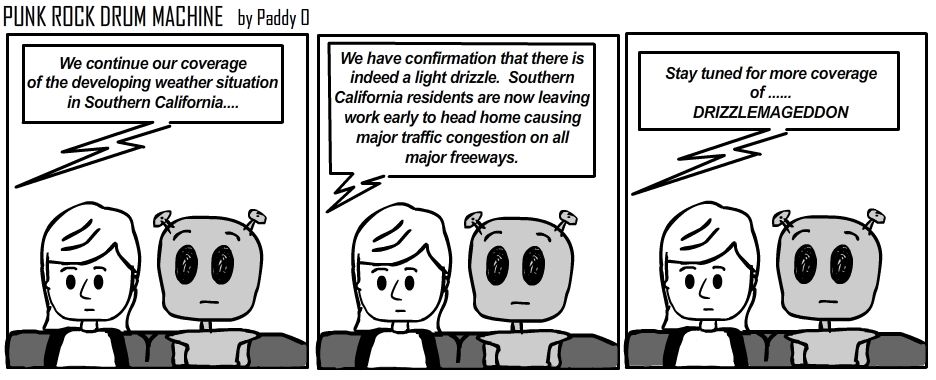 PUNK ROCK DRUM MACHINE by Paddy O
We continue our coverage
of the developing weather situation
in Southern California....
We have confirmation that there is
indeed a light drizzle. Southern
California residents are now leaving
work early to head home causing
major traffic congestion on all
major freeways.
Stay tuned for more coverage
of ......
DRIZZLEMAGEDDON